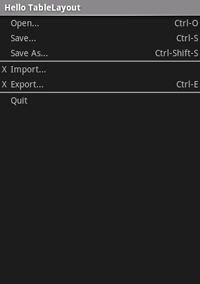 Hello TableLayout
Open... Ctrl-O
Save... Ctrl-S
Save As... Ctrl-Shift-S
X Import...
X Export... Ctrl-E
Quit